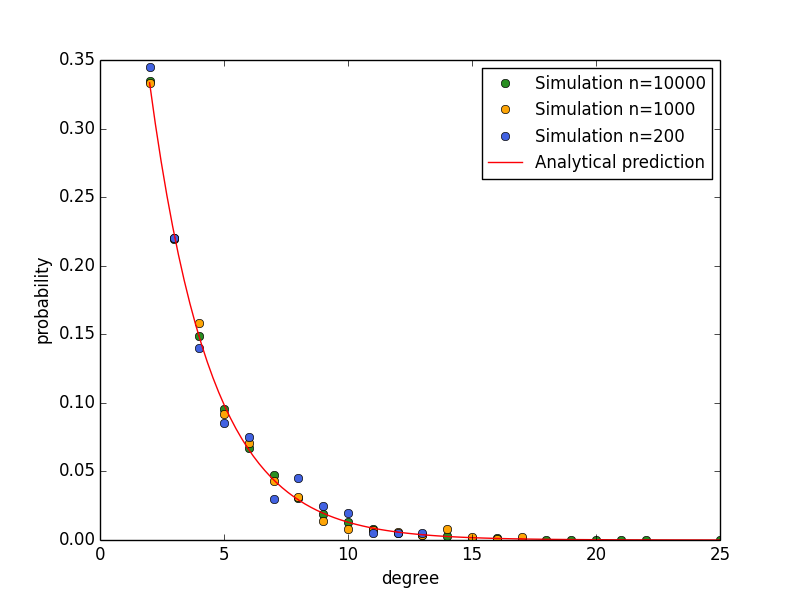 0.35
0.30
0.25
0.20
0.15
0.10
0.05
0.00
probability
0
5
10
15
20
25
degree
Simulation n=10000
Simulation n=1000
Simulation n=200
Analytical prediction